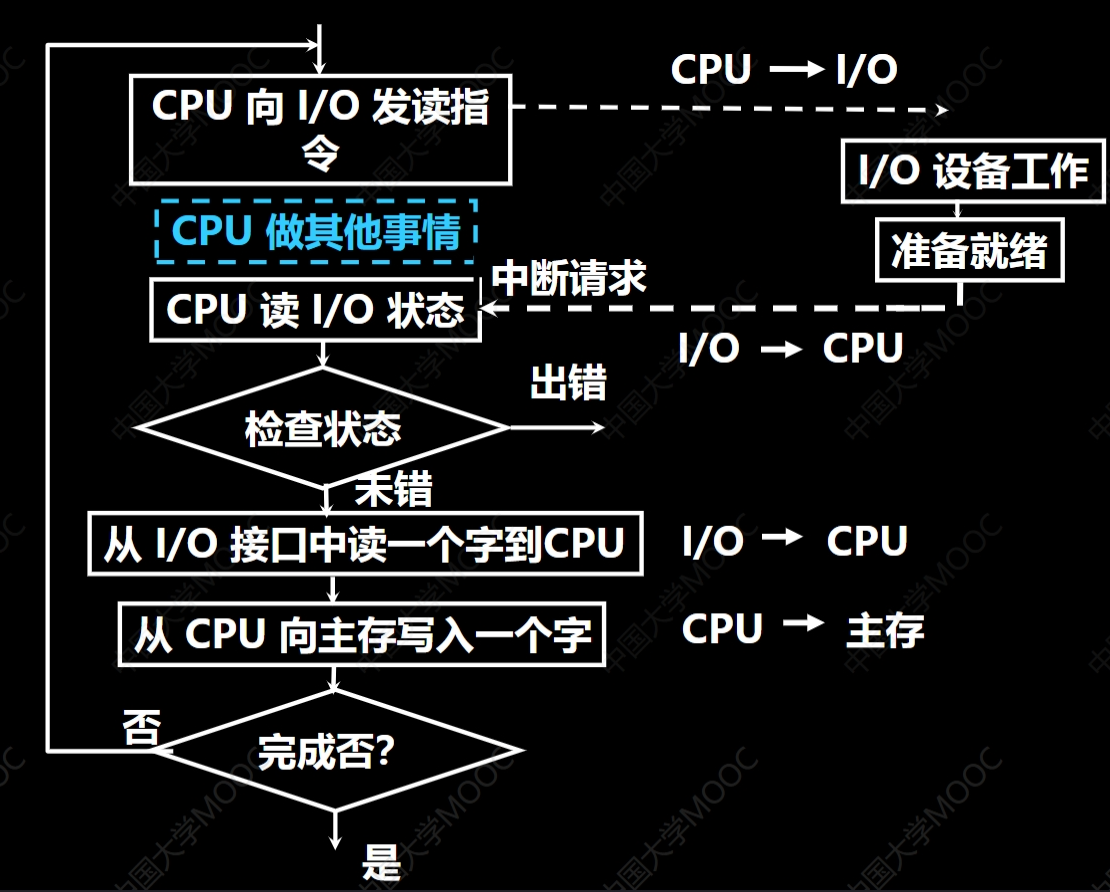 CPU → I/O
CPU 向 I/O 发读指
令
I/O 设备工作
CPU 做其他事情
准备就绪
中断请求
CPU 读 I/O 状态
I/O → CPU
出错
检查状态
未错
从 I/O 接口中读一个字到CPU
I/O → CPU
从 CPU 向主存写入一个字
CPU → 主存
否
完成否?
是
中国大学MOOC